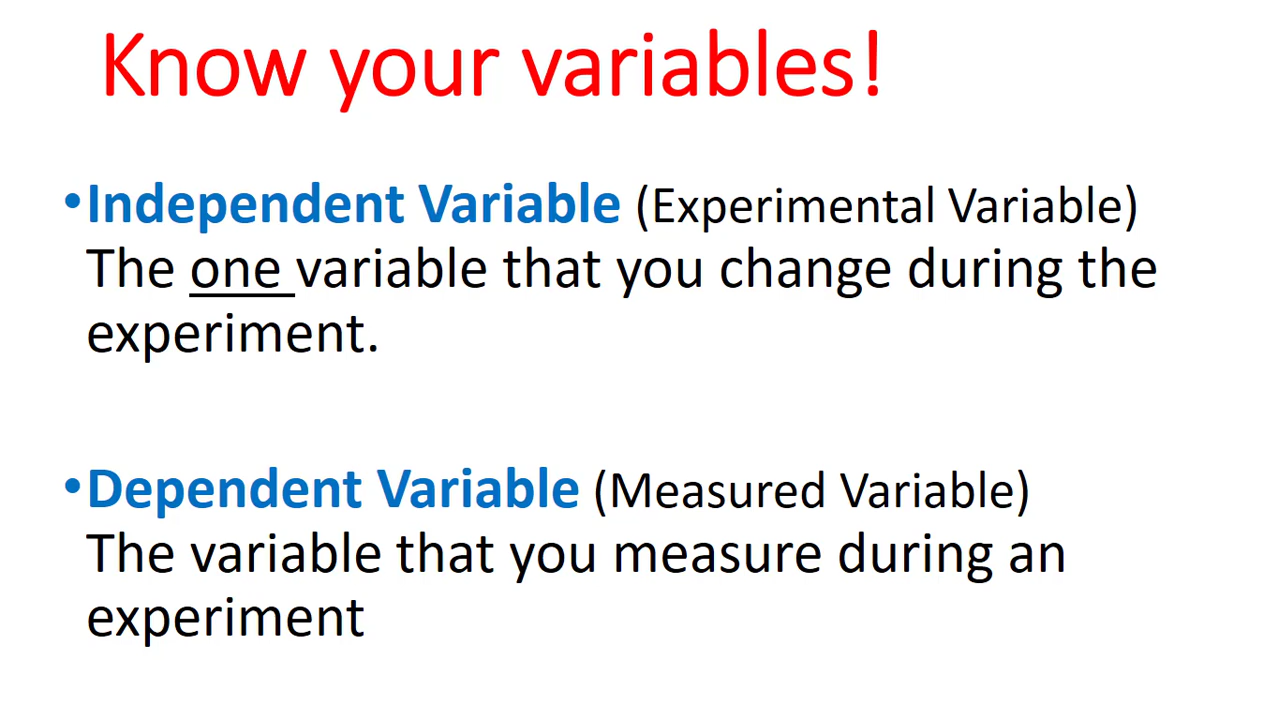 Know your variables!
•Independent Variable (Experimental Variable)
The one variable that you change during the
experiment.
•Dependent Variable (Measured Variable)
The variable that you measure during an
experiment